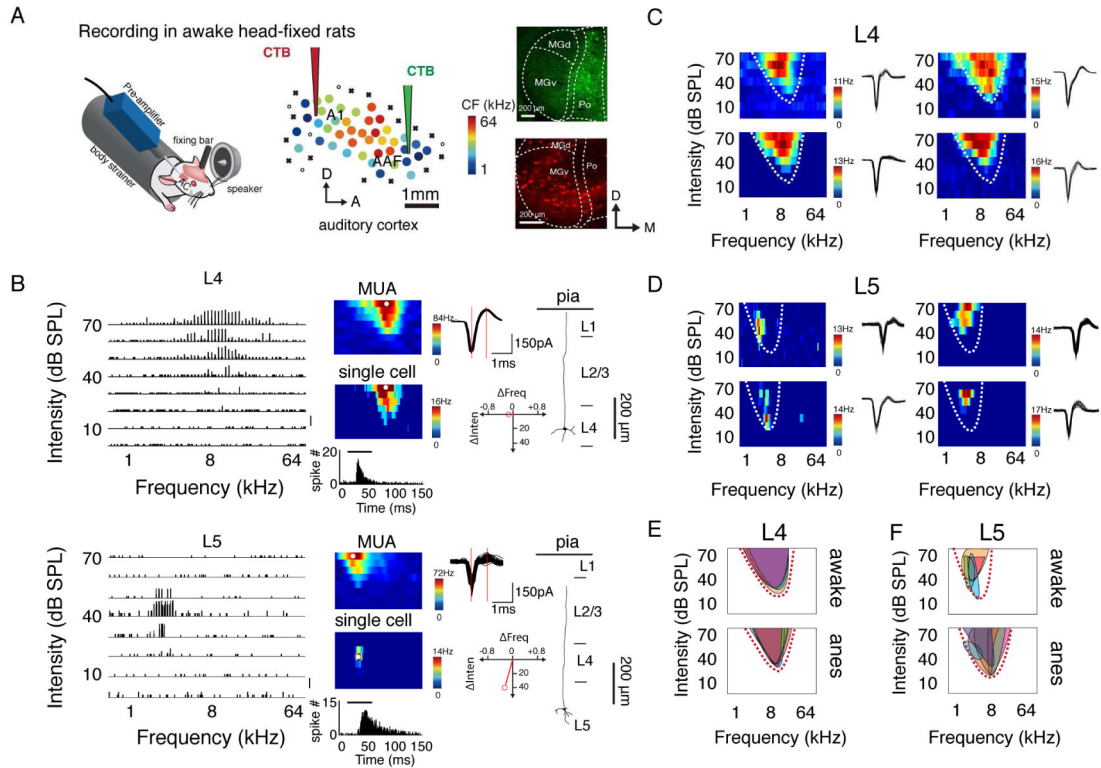 A
Recording in awake head-fixed rats
Pre-amplifier
body strainer
fixing bar
AC
speaker
CTB
CTB
A1
AAF
CF (kHz)
64
1
D
A
1mm
auditory cortex
MGd
MGv
Po
200 μm
MGd
MGv
Po
200 μm
D
M
B
L4
Intensity (dB SPL)
70
40
10
1 8 64
Frequency (kHz)
MUA
84Hz
0
single cell
16Hz
0
spike #
20
0
0 50 100 150
Time (ms)
150pA
1ms
ΔFreq
-0.8 0 +0.8
ΔInten
20
40
pia
L1
L2/3
L4
200 μm
L5
Intensity (dB SPL)
70
40
10
1 8 64
Frequency (kHz)
MUA
72Hz
0
single cell
14Hz
0
spike #
15
0
0 50 100 150
Time (ms)
150pA
1ms
ΔFreq
-0.8 0 +0.8
ΔInten
20
40
pia
L1
L2/3
L4
L5
200 μm
C
L4
Intensity (dB SPL)
70
40
10
11Hz
0
15Hz
0
70
40
10
13Hz
0
16Hz
0
1 8 64
1 8 64
Frequency (kHz)
Frequency (kHz)
D
L5
Intensity (dB SPL)
70
40
10
13Hz
0
14Hz
0
70
40
10
14Hz
0
17Hz
0
1 8 64
1 8 64
Frequency (kHz)
Frequency (kHz)
E
L4
Intensity (dB SPL)
70
40
10
awake
70
40
10
anes
1 8 64
Frequency (kHz)
F
L5
70
40
10
awake
70
40
10
anes
1 8 64
Frequency (kHz)